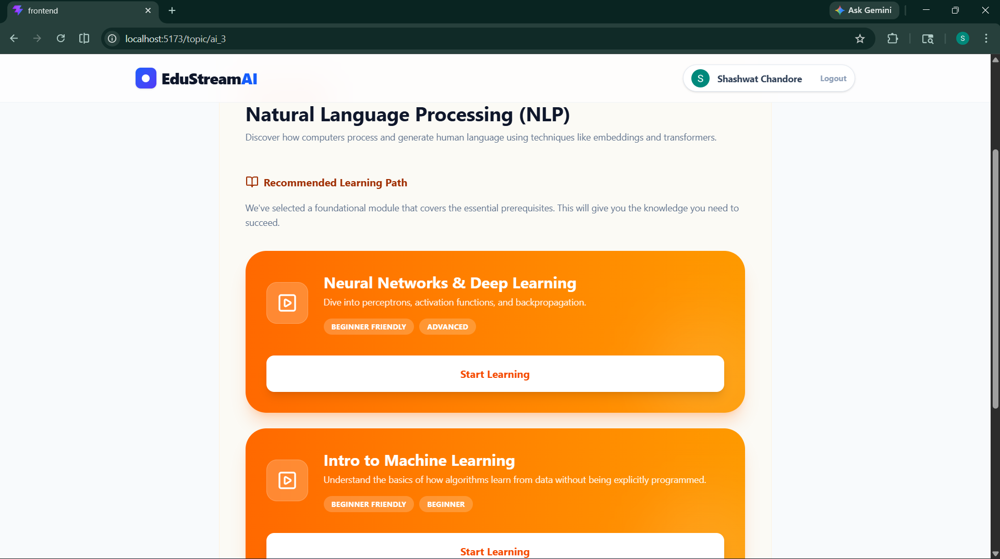 frontend
Ask Gemini
localhost:5173/topic/ai_3
S
EduStreamAI
S Shashwat Chandore Logout
Natural Language Processing (NLP)
Discover how computers process and generate human language using techniques like embeddings and transformers.
Recommended Learning Path
We've selected a foundational module that covers the essential prerequisites. This will give you the knowledge you need to
succeed.
Neural Networks & Deep Learning
Dive into perceptrons, activation functions, and backpropagation.
BEGINNER FRIENDLY ADVANCED
Start Learning
Intro to Machine Learning
Understand the basics of how algorithms learn from data without being explicitly programmed.
BEGINNER FRIENDLY BEGINNER
Start Learning